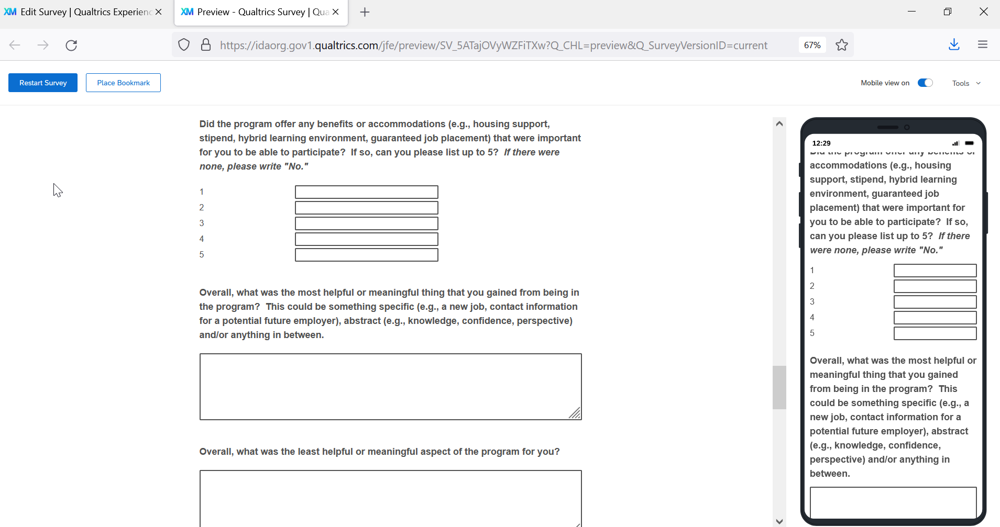 XM Edit Survey | Qualtrics Experienc
XM Preview - Qualtrics Survey | Qua
https://idaorg.gov1.qualtrics.com/jfe/preview/SV_5ATajOVyWZFiTXw?Q_CHL=preview&Q_SurveyVersionID=current
67%
Restart Survey
Place Bookmark
Mobile view on
Tools
Did the program offer any benefits or accommodations (e.g., housing support,
stipend, hybrid learning environment, guaranteed job placement) that were important
for you to be able to participate?  If so, can you please list up to 5?  If there were
none, please write "No."
1
2
3
4
5
Overall, what was the most helpful or meaningful thing that you gained from being in
the program?  This could be something specific (e.g., a new job, contact information
for a potential future employer), abstract (e.g., knowledge, confidence, perspective)
and/or anything in between.
Overall, what was the least helpful or meaningful aspect of the program for you?
12:29
Did the program offer any benefits or
accommodations (e.g., housing
support, stipend, hybrid learning
environment, guaranteed job
placement) that were important for
you to be able to participate?  If so,
can you please list up to 5?  If there
were none, please write "No."
1
2
3
4
5
Overall, what was the most helpful or
meaningful thing that you gained
from being in the program?  This
could be something specific (e.g., a
new job, contact information for a
potential future employer), abstract
(e.g., knowledge, confidence,
perspective) and/or anything in
between.